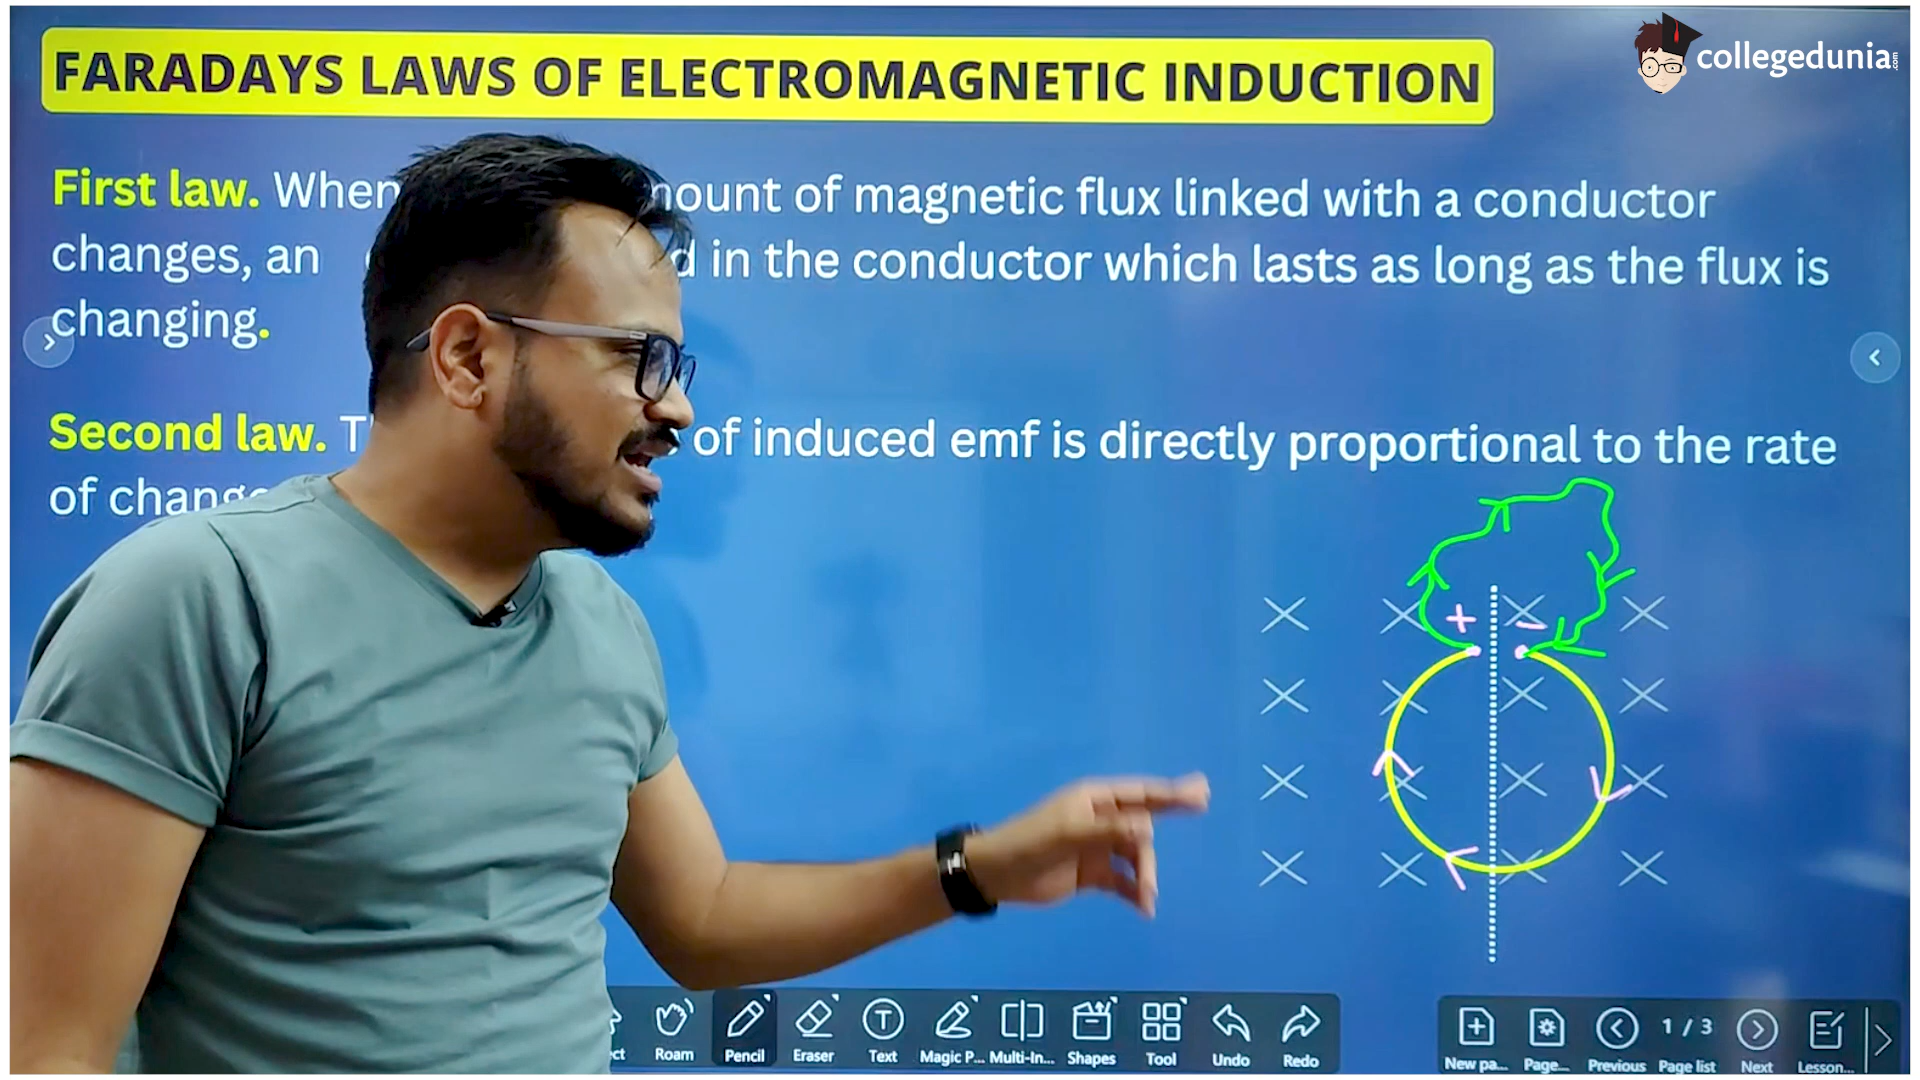 FARADAYS LAWS OF ELECTROMAGNETIC INDUCTION
collegedunia
.com
First law. When of magnetic flux linked with a conductor
changes, an in the conductor which lasts as long as the flux is
changing.
Second law. of induced emf is directly proportional to the rate
of
+ −
Roam Pencil Eraser Text Magic P... Multi-In... Shapes Tool Undo Redo
New pa... Page... Previous 1 / 3 Page list Next Lesson...